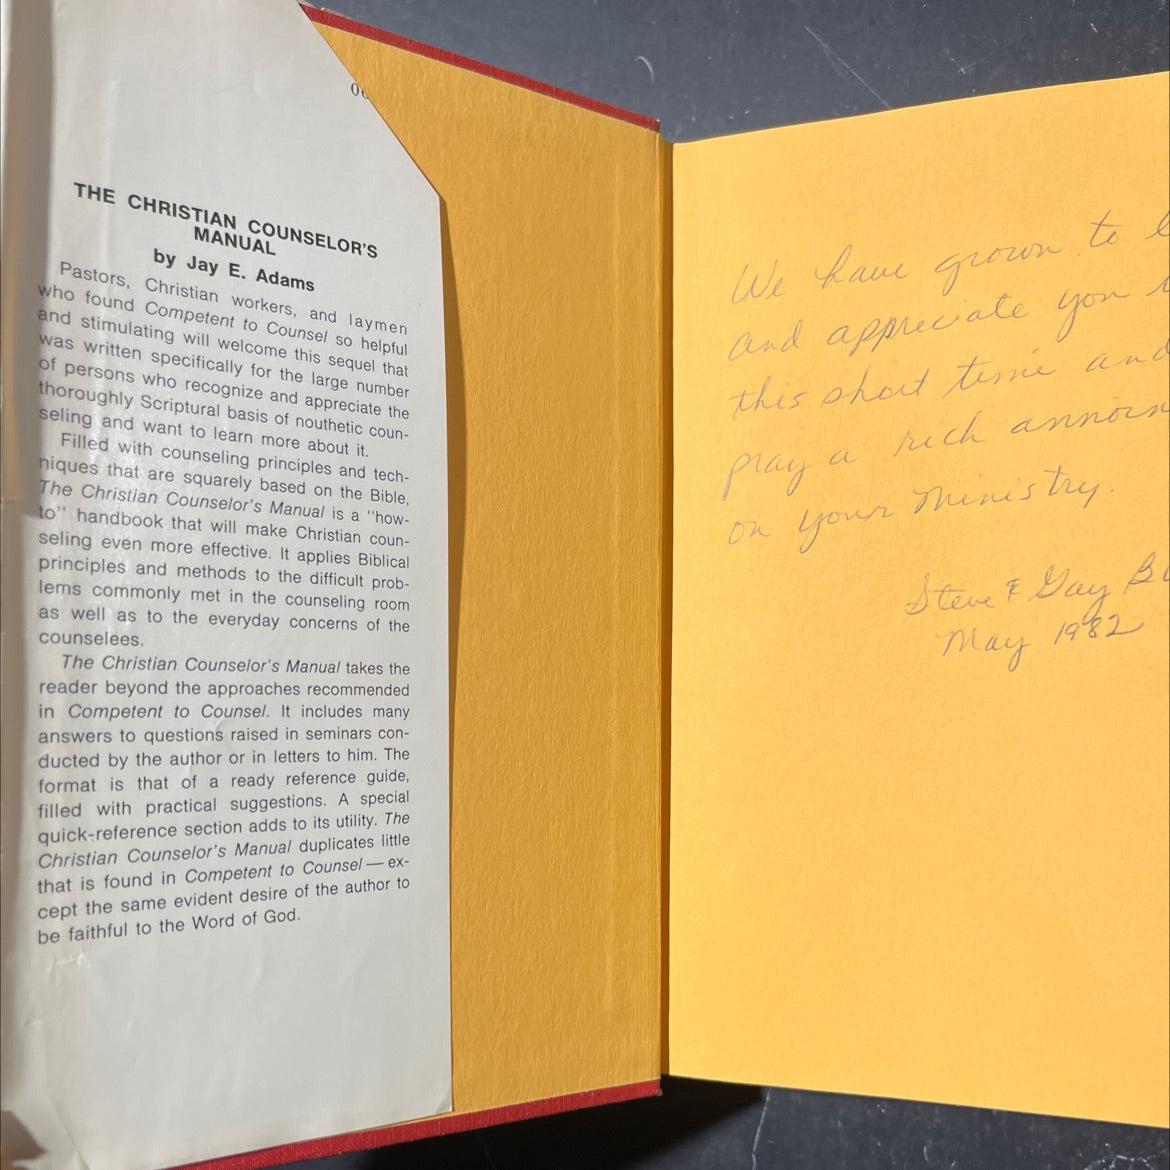 THE CHRISTIAN COUNSELOR'S
MANUAL
by Jay E. Adams
Pastors, Christian workers, and laymen
who found Competent to Counsel so helpful
and stimulating will welcome this sequel that
was written specifically for the large number
of persons who recognize and appreciate the
thoroughly Scriptural basis of nouthetic coun-
seling and want to learn more about it.
Filled with counseling principles and tech-
niques that are squarely based on the Bible,
The Christian Counselor's Manual is a "how-
to" handbook that will make Christian coun-
seling even more effective. It applies Biblical
principles and methods to the difficult prob-
lems commonly met in the counseling room
as well as to the everyday concerns of the
counselees.
The Christian Counselor's Manual takes the
reader beyond the approaches recommended
in Competent to Counsel. It includes many
answers to questions raised in seminars con-
ducted by the author or in letters to him. The
format is that of a ready reference guide,
filled with practical suggestions. A special
quick-reference section adds to its utility. The
Christian Counselor's Manual duplicates little
that is found in Competent to Counsel — ex-
cept the same evident desire of the author to
be faithful to the Word of God.
We have grown to
and appreciate you
this short time and
pray a rich annoin
on your ministry.
Steve & Gay
May 1982